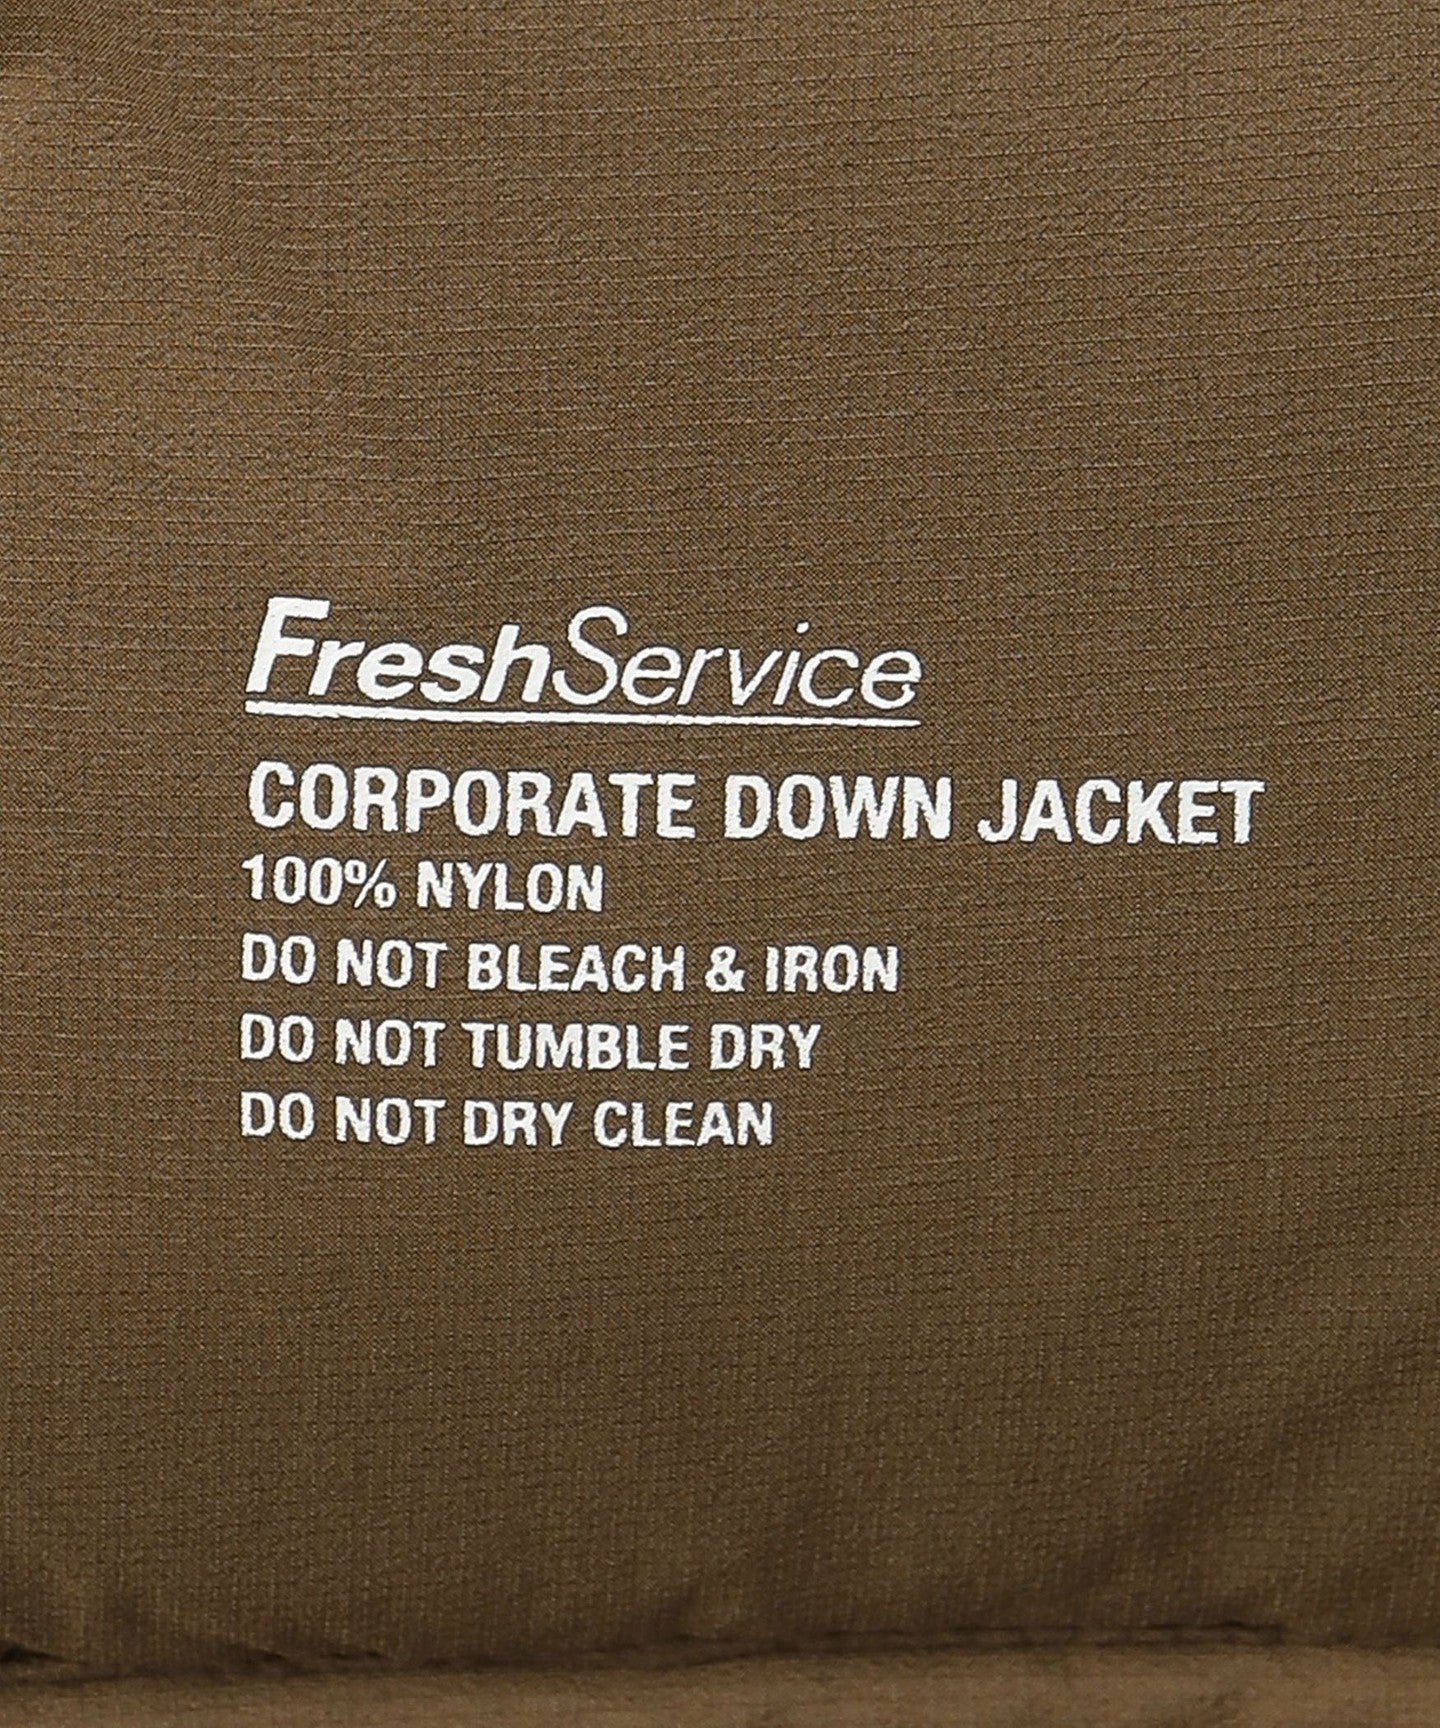 FreshService
CORPORATE DOWN JACKET
100% NYLON
DO NOT BLEACH & IRON
DO NOT TUMBLE DRY
DO NOT DRY CLEAN